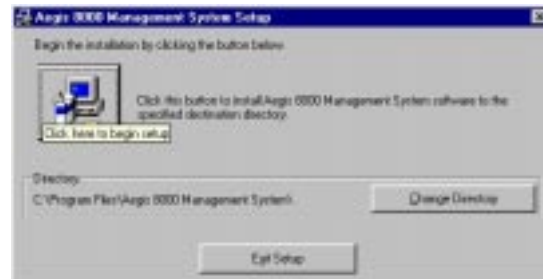 Aegis 8000 Management System Setup
Begin the installation by clicking the button below.
Click this button to install Aegis 8000 Management System software to the
specified destination directory.
Click here to begin setup
Directory:
C:\Program Files\Aegis 8000 Management System\
Change Directory
Exit Setup